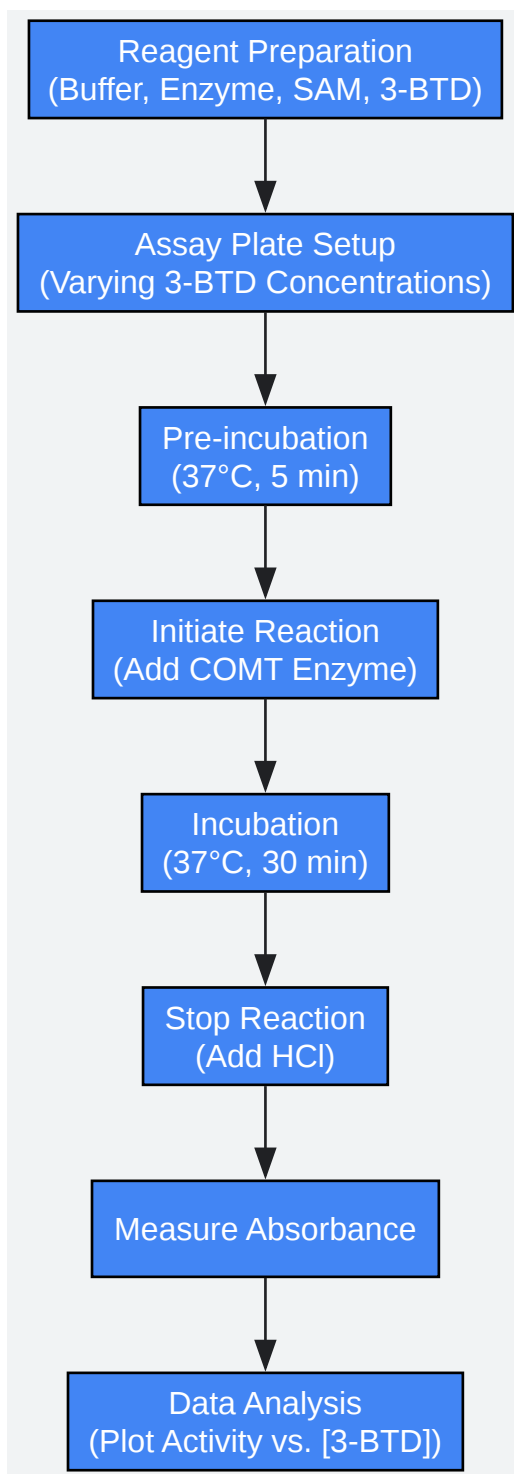 Reagent Preparation
(Buffer, Enzyme, SAM, 3-BTD)
Assay Plate Setup
(Varying 3-BTD Concentrations)
Pre-incubation
(37°C, 5 min)
Initiate Reaction
(Add COMT Enzyme)
Incubation
(37°C, 30 min)
Stop Reaction
(Add HCl)
Measure Absorbance
Data Analysis
(Plot Activity vs. [3-BTD])